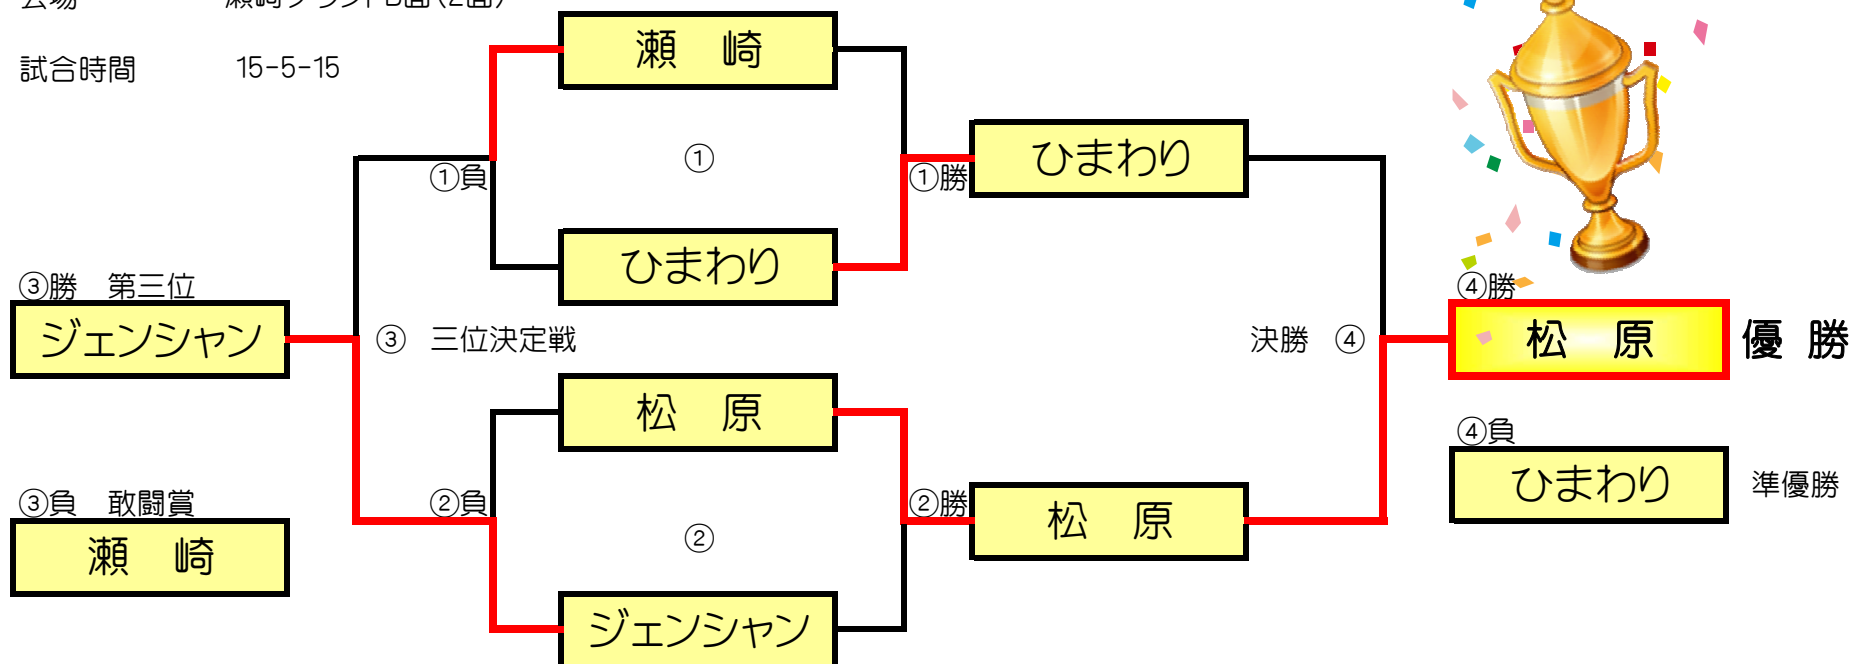 試合時間 15-5-15
瀬 崎
①
①負
①勝
ひまわり
ひまわり
③勝 第三位
ジェンシャン
③ 三位決定戦
決勝 ④
④勝
松 原 優 勝
松 原
④負
ひまわり 準優勝
③負 敢闘賞
瀬 崎
②負
②
②勝
松 原
ジェンシャン